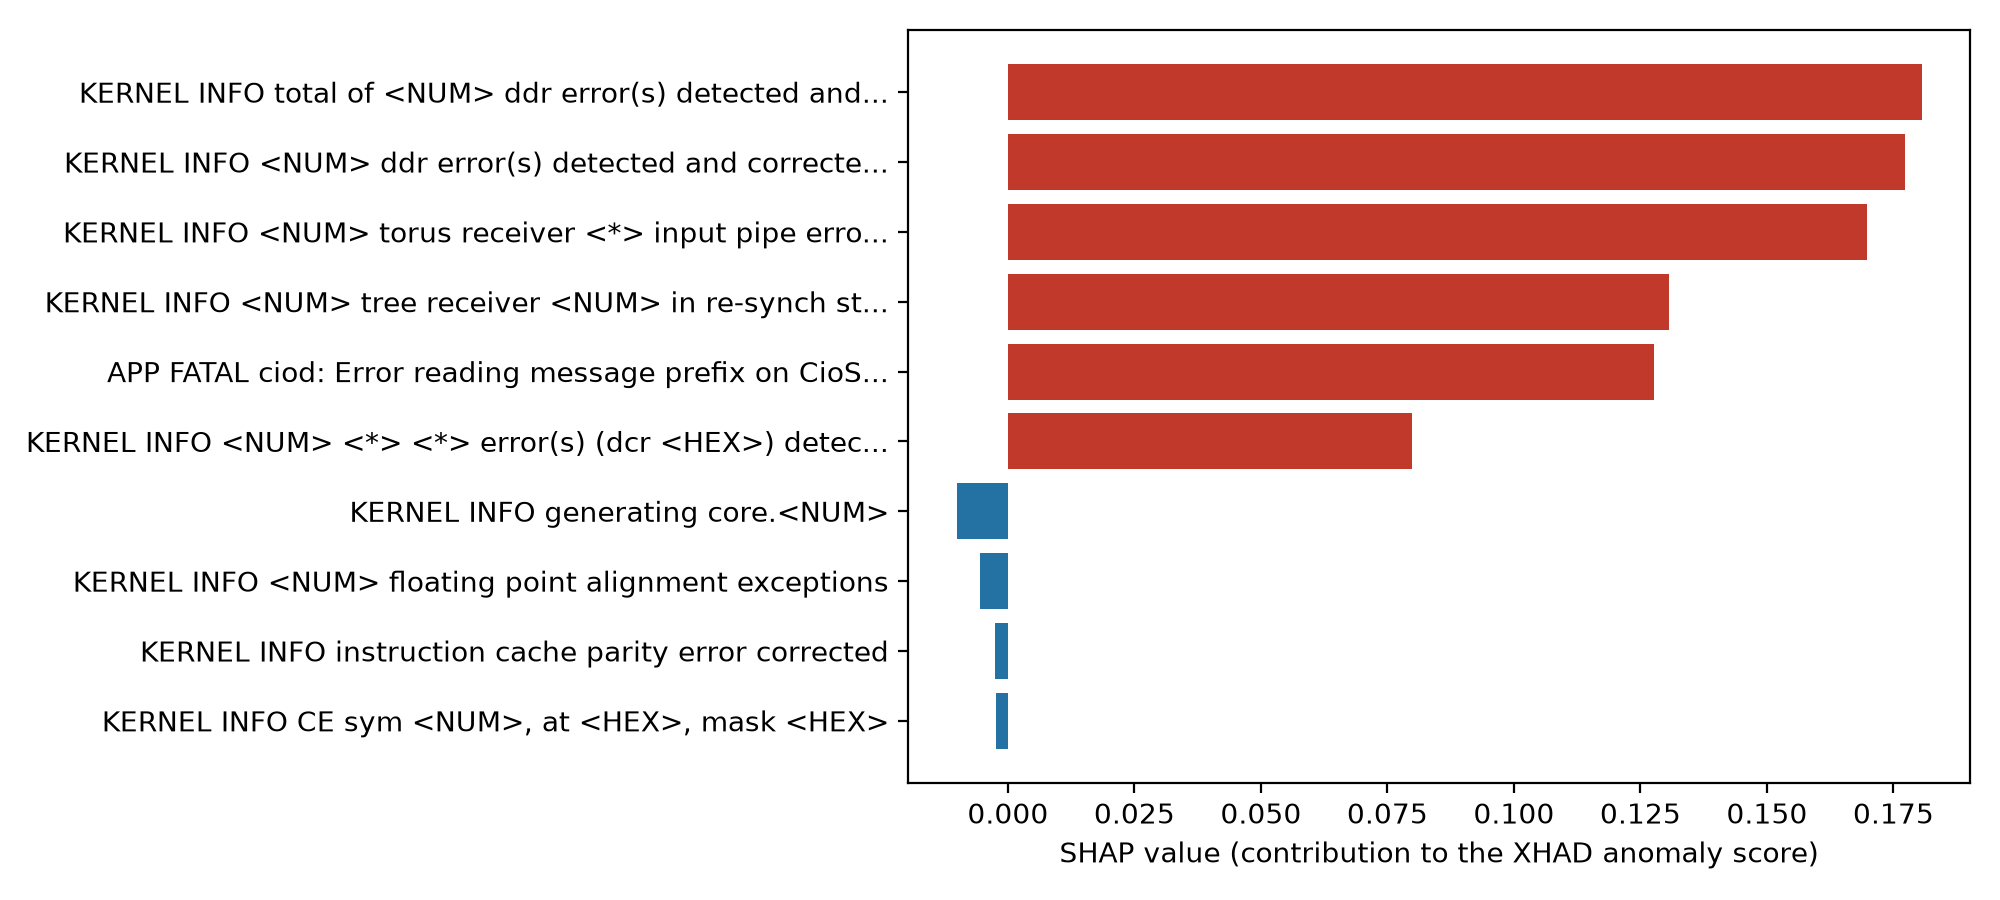 KERNEL INFO total of <NUM> ddr error(s) detected and...
KERNEL INFO <NUM> ddr error(s) detected and correcte...
KERNEL INFO <NUM> torus receiver <*> input pipe erro...
KERNEL INFO <NUM> tree receiver <NUM> in re-synch st...
APP FATAL ciod: Error reading message prefix on CioS...
KERNEL INFO <NUM> <*> <*> error(s) (dcr <HEX>) detec...
KERNEL INFO generating core.<NUM>
KERNEL INFO <NUM> floating point alignment exceptions
KERNEL INFO instruction cache parity error corrected
KERNEL INFO CE sym <NUM>, at <HEX>, mask <HEX>
0.000 0.025 0.050 0.075 0.100 0.125 0.150 0.175
SHAP value (contribution to the XHAD anomaly score)